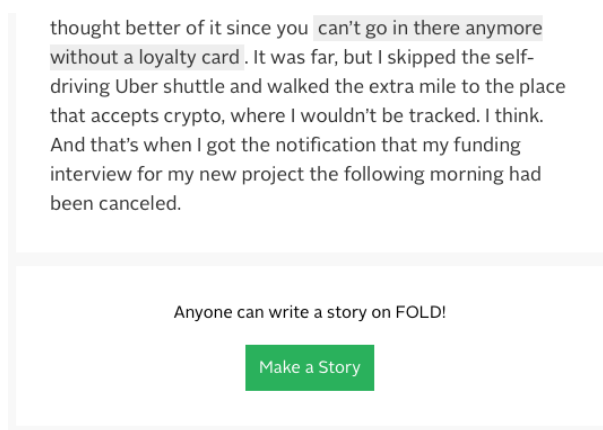 thought better of it since you can’t go in there anymore
without a loyalty card . It was far, but I skipped the self-
driving Uber shuttle and walked the extra mile to the place
that accepts crypto, where I wouldn’t be tracked. I think.
And that’s when I got the notification that my funding
interview for my new project the following morning had
been canceled.
Anyone can write a story on FOLD!
Make a Story